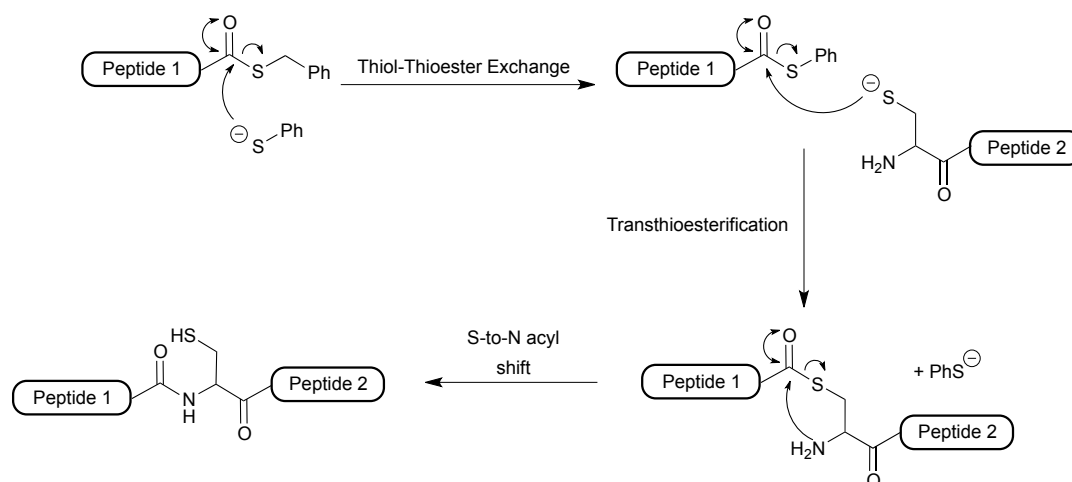 O
Peptide 1
S
Ph
⊖
S
Ph
Thiol-Thioester Exchange
O
Ph
Peptide 1
S
⊖
S
H₂N
O
Peptide 2
Transthioesterification
HS
O
Peptide 1
N
H
O
Peptide 2
S-to-N acyl
shift
O
Peptide 1
S
H₂N
O
Peptide 2
+ PhS⊖